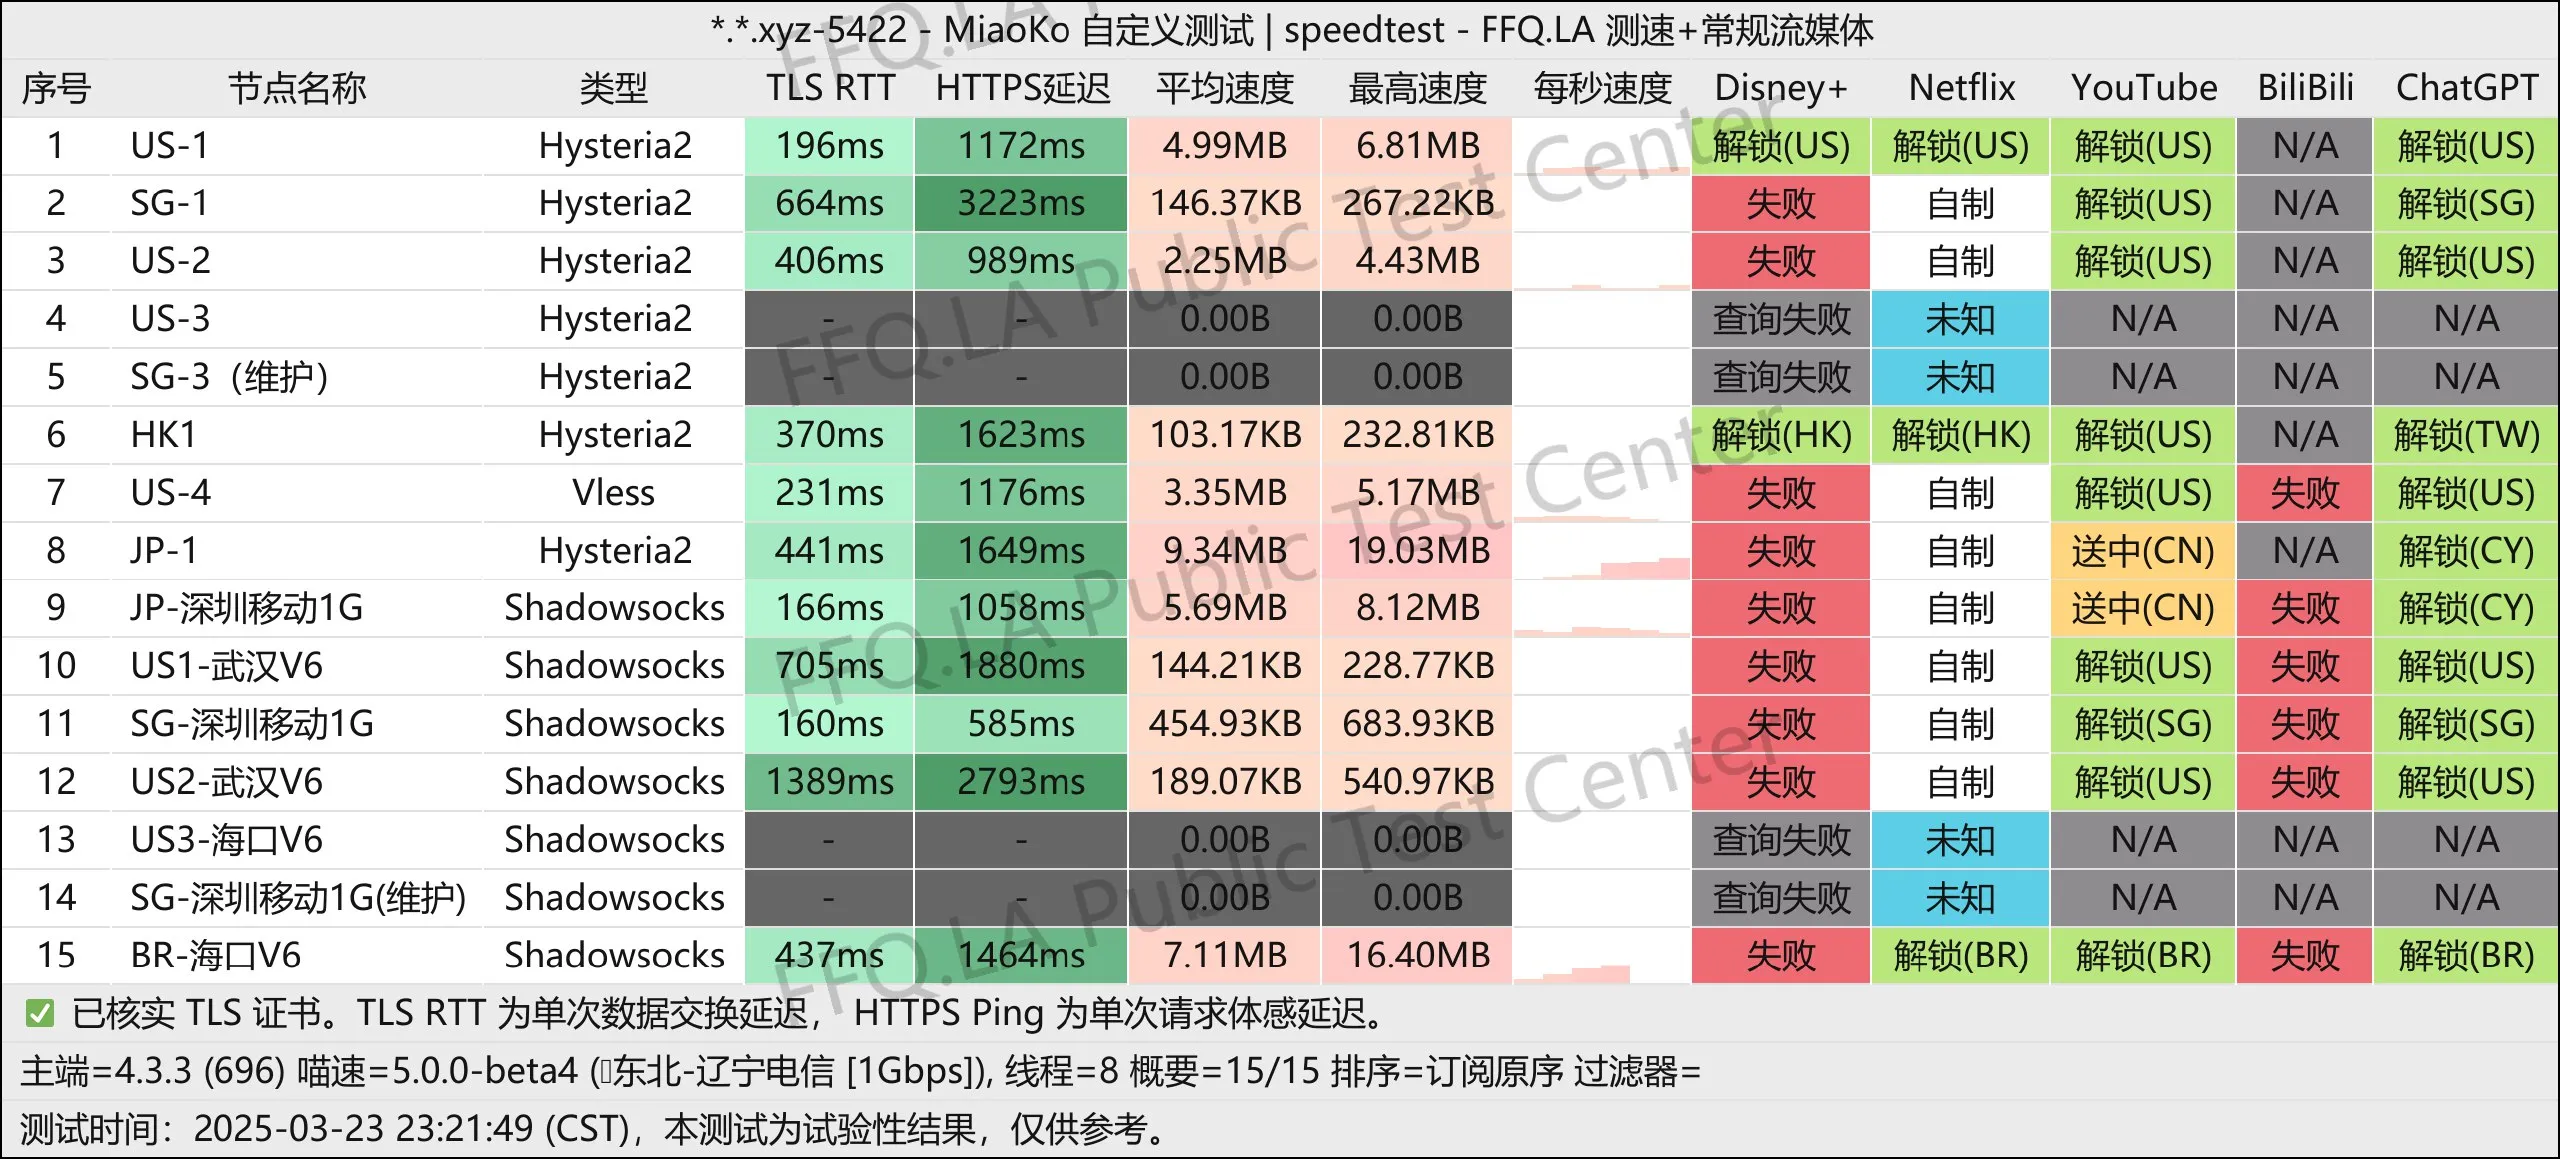 *.*.xyz-5422 - MiaoKo 自定义测试 | speedtest - FFQ.LA 测速+常规流媒体
序号 节点名称 类型 TLS RTT HTTPS延迟 平均速度 最高速度 每秒速度 Disney+ Netflix YouTube BiliBili ChatGPT
1 US-1 Hysteria2 196ms 1172ms 4.99MB 6.81MB 解锁(US) 解锁(US) 解锁(US) N/A 解锁(US)
2 SG-1 Hysteria2 664ms 3223ms 146.37KB 267.22KB 失败 自制 解锁(US) N/A 解锁(SG)
3 US-2 Hysteria2 406ms 989ms 2.25MB 4.43MB 失败 自制 解锁(US) N/A 解锁(US)
4 US-3 Hysteria2 - - 0.00B 0.00B 查询失败 未知 N/A N/A N/A
5 SG-3（维护） Hysteria2 - - 0.00B 0.00B 查询失败 未知 N/A N/A N/A
6 HK1 Hysteria2 370ms 1623ms 103.17KB 232.81KB 解锁(HK) 解锁(HK) 解锁(US) N/A 解锁(TW)
7 US-4 Vless 231ms 1176ms 3.35MB 5.17MB 失败 自制 解锁(US) 失败 解锁(US)
8 JP-1 Hysteria2 441ms 1649ms 9.34MB 19.03MB 失败 自制 送中(CN) N/A 解锁(CY)
9 JP-深圳移动1G Shadowsocks 166ms 1058ms 5.69MB 8.12MB 失败 自制 送中(CN) 失败 解锁(CY)
10 US1-武汉V6 Shadowsocks 705ms 1880ms 144.21KB 228.77KB 失败 自制 解锁(US) 失败 解锁(US)
11 SG-深圳移动1G Shadowsocks 160ms 585ms 454.93KB 683.93KB 失败 自制 解锁(SG) 失败 解锁(SG)
12 US2-武汉V6 Shadowsocks 1389ms 2793ms 189.07KB 540.97KB 失败 自制 解锁(US) 失败 解锁(US)
13 US3-海口V6 Shadowsocks - - 0.00B 0.00B 查询失败 未知 N/A N/A N/A
14 SG-深圳移动1G(维护) Shadowsocks - - 0.00B 0.00B 查询失败 未知 N/A N/A N/A
15 BR-海口V6 Shadowsocks 437ms 1464ms 7.11MB 16.40MB 失败 解锁(BR) 解锁(BR) 失败 解锁(BR)
✅ 已核实 TLS 证书。TLS RTT 为单次数据交换延迟， HTTPS Ping 为单次请求体感延迟。
主端=4.3.3 (696) 喵速=5.0.0-beta4 (东北-辽宁电信 [1Gbps]), 线程=8 概要=15/15 排序=订阅原序 过滤器=
测试时间：2025-03-23 23:21:49 (CST)，本测试为试验性结果，仅供参考。
FFQ.LA Public Test Center
FFQ.LA Public Test Center
FFQ.LA Public Test Center